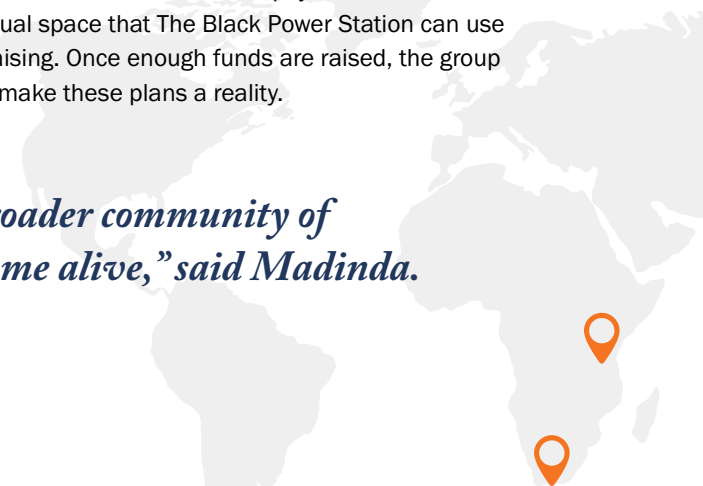 ual space that The Black Power Station can use
ising. Once enough funds are raised, the group
make these plans a reality.
roader community of
me alive,” said Madinda.